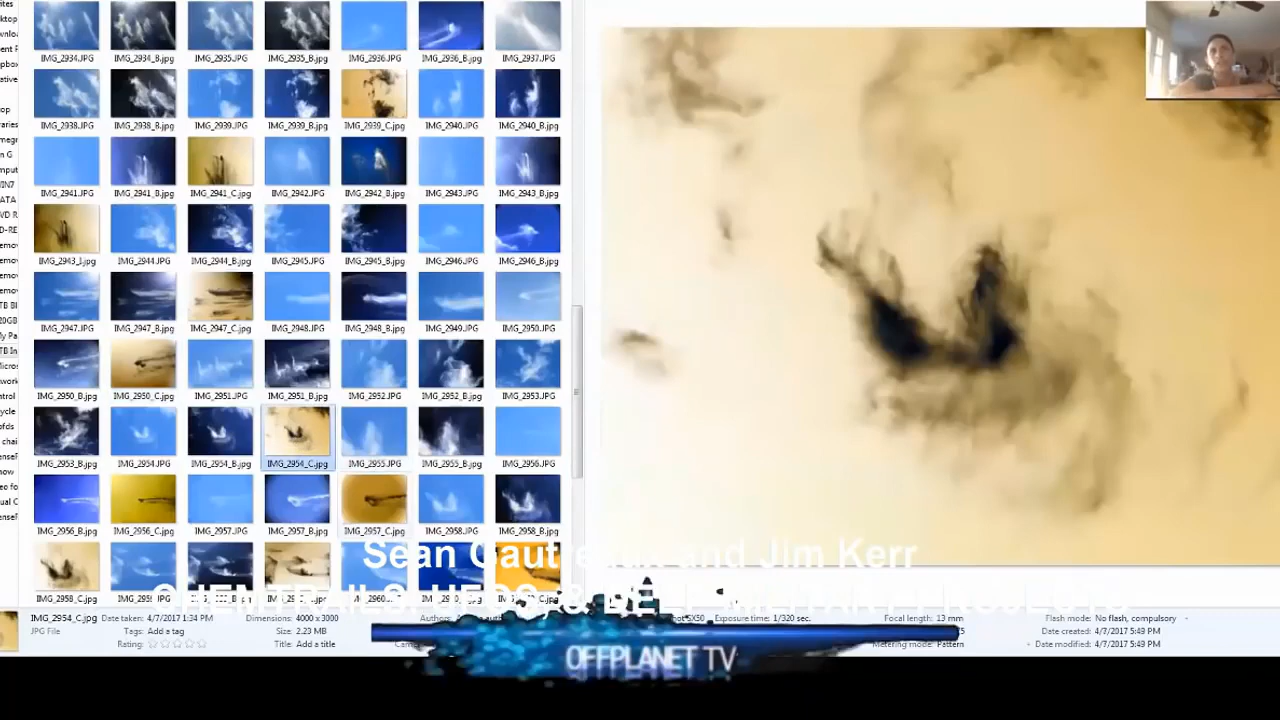 IMG_2934.JPG IMG_2934_B.jpg IMG_2935.JPG IMG_2935_B.jpg IMG_2936.JPG IMG_2936_B.jpg IMG_2937.JPG
IMG_2938.JPG IMG_2938_B.jpg IMG_2939.JPG IMG_2939_B.jpg IMG_2939_C.jpg IMG_2940.JPG IMG_2940_B.jpg
IMG_2941.JPG IMG_2941_B.jpg IMG_2941_C.jpg IMG_2942.JPG IMG_2942_B.jpg IMG_2943.JPG IMG_2943_B.jpg
IMG_2943_J.jpg IMG_2944.JPG IMG_2944_B.jpg IMG_2945.JPG IMG_2945_B.jpg IMG_2946.JPG IMG_2946_B.jpg
IMG_2947.JPG IMG_2947_B.jpg IMG_2947_C.jpg IMG_2948.JPG IMG_2948_B.jpg IMG_2949.JPG IMG_2950.JPG
IMG_2950_B.jpg IMG_2950_C.jpg IMG_2951.JPG IMG_2951_B.jpg IMG_2952.JPG IMG_2952_B.jpg IMG_2953.JPG
IMG_2953_B.jpg IMG_2954.JPG IMG_2954_B.jpg IMG_2954_C.jpg IMG_2955.JPG IMG_2955_B.jpg IMG_2956.JPG
IMG_2956_B.jpg IMG_2956_C.jpg IMG_2957.JPG IMG_2957_B.jpg IMG_2957_C.jpg IMG_2958.JPG IMG_2958_B.jpg
IMG_2958_C.jpg
Sean and Jim Kerr
CHEMTRAILS, UFOS, &
IMG_2954_C.jpg Date taken: 4/7/2017 1:34 PM Dimensions: 4000 x 3000 Exposure time: 1/320 sec. Focal length: 13 mm Flash mode: No flash, compulsory
JPG File Tags: Add a tag Size: 2.23 MB Date created: 4/7/2017 5:49 PM
Rating: Title: Add a title Metering mode: Pattern Date modified: 4/7/2017 5:49 PM
OFFPLANET TV